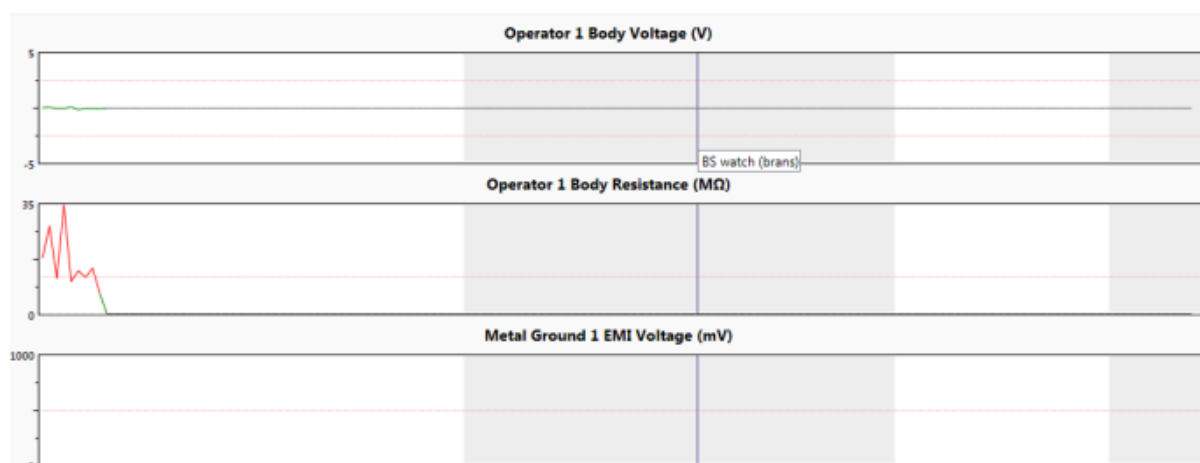 Operator 1 Body Voltage (V)
5
-5
BS watch (brans)
Operator 1 Body Resistance (MΩ)
35
0
Metal Ground 1 EMI Voltage (mV)
1000